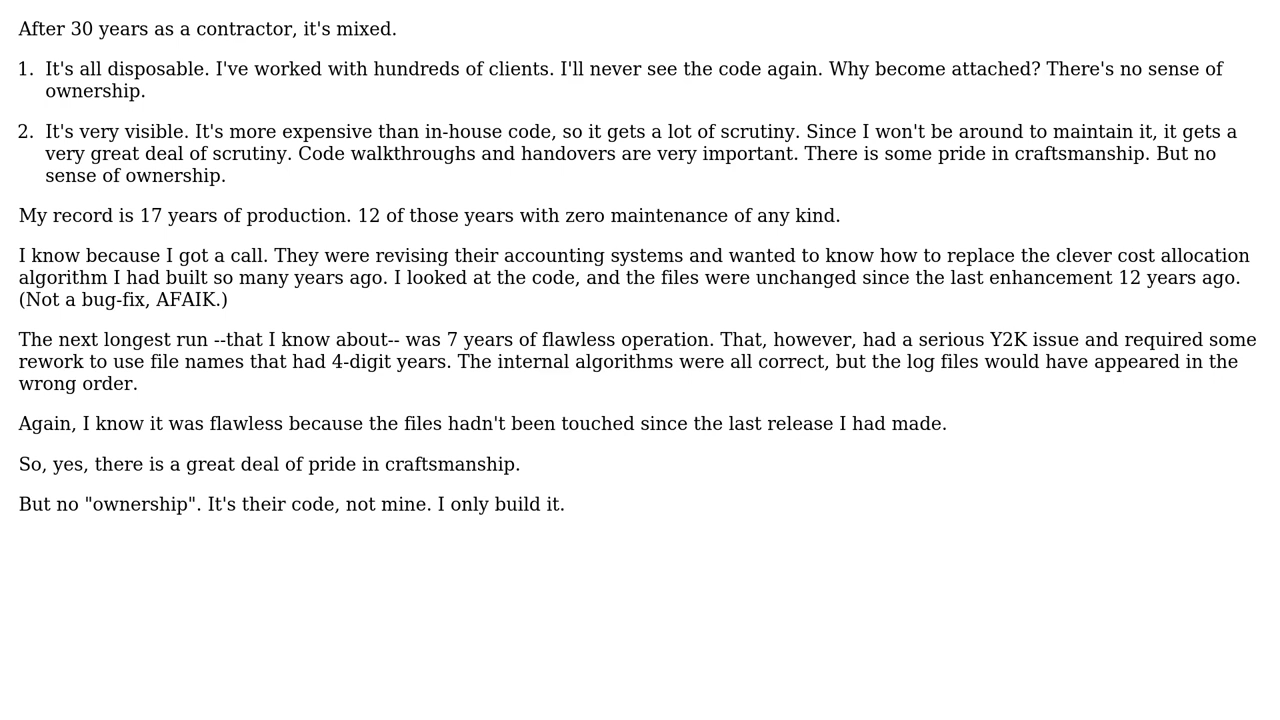 After 30 years as a contractor, it's mixed.
1. It's all disposable. I've worked with hundreds of clients. I'll never see the code again. Why become attached? There's no sense of
ownership.
2. It's very visible. It's more expensive than in-house code, so it gets a lot of scrutiny. Since I won't be around to maintain it, it gets a
very great deal of scrutiny. Code walkthroughs and handovers are very important. There is some pride in craftsmanship. But no
sense of ownership.
My record is 17 years of production. 12 of those years with zero maintenance of any kind.
I know because I got a call. They were revising their accounting systems and wanted to know how to replace the clever cost allocation
algorithm I had built so many years ago. I looked at the code, and the files were unchanged since the last enhancement 12 years ago.
(Not a bug-fix, AFAIK.)
The next longest run --that I know about-- was 7 years of flawless operation. That, however, had a serious Y2K issue and required some
rework to use file names that had 4-digit years. The internal algorithms were all correct, but the log files would have appeared in the
wrong order.
Again, I know it was flawless because the files hadn't been touched since the last release I had made.
So, yes, there is a great deal of pride in craftsmanship.
But no "ownership". It's their code, not mine. I only build it.